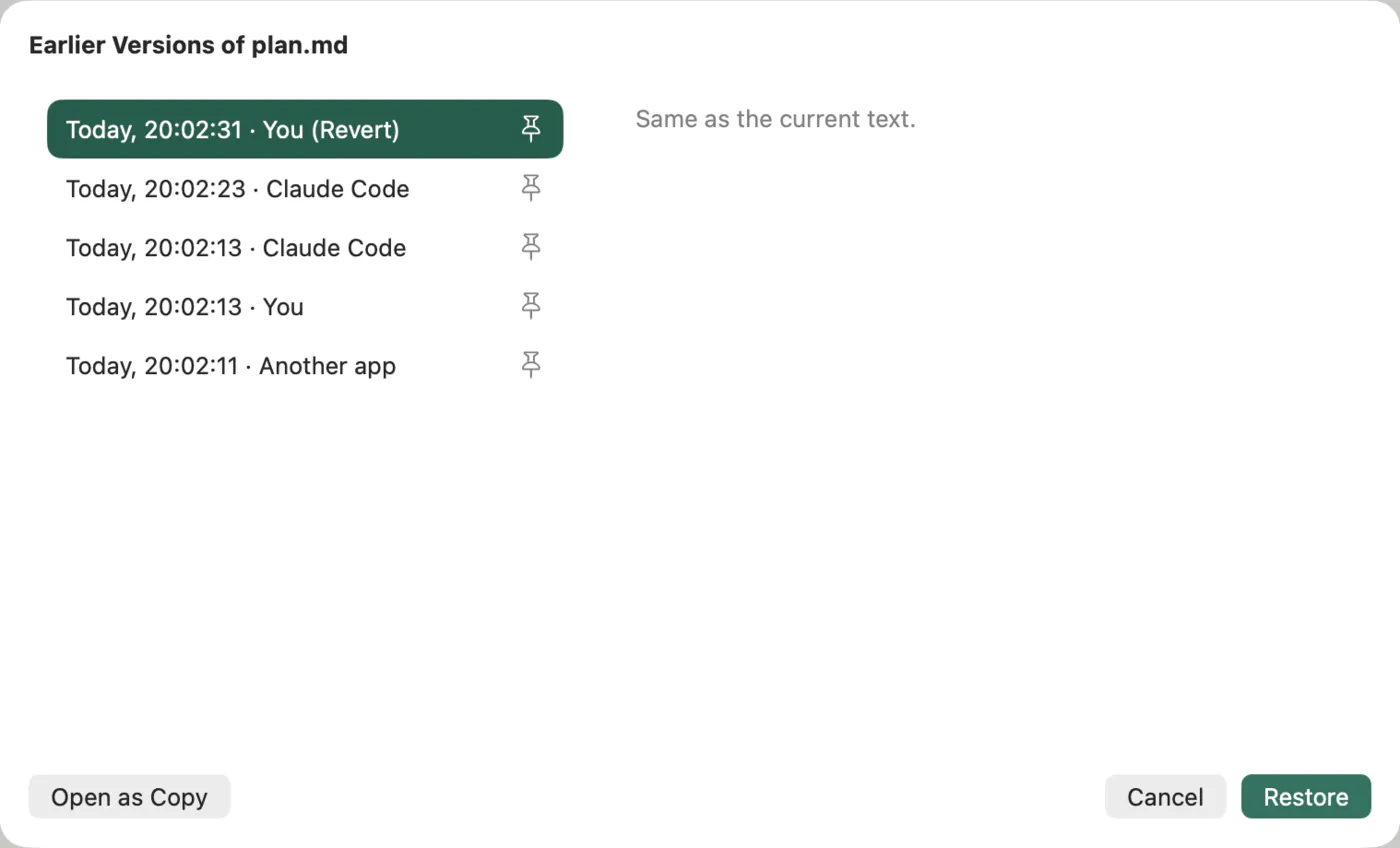 Earlier Versions of plan.md
Today, 20:02:31 · You (Revert)
Same as the current text.
Today, 20:02:23 · Claude Code
Today, 20:02:13 · Claude Code
Today, 20:02:13 · You
Today, 20:02:11 · Another app
Open as Copy
Cancel
Restore